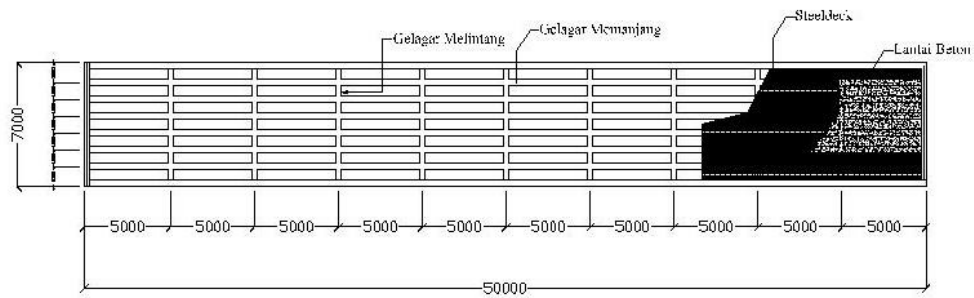 Steeldeck
Gelagar Melintang
Gelagar Memanjang
Lantai Beton
7000
5000 5000 5000 5000 5000 5000 5000 5000 5000 5000
50000